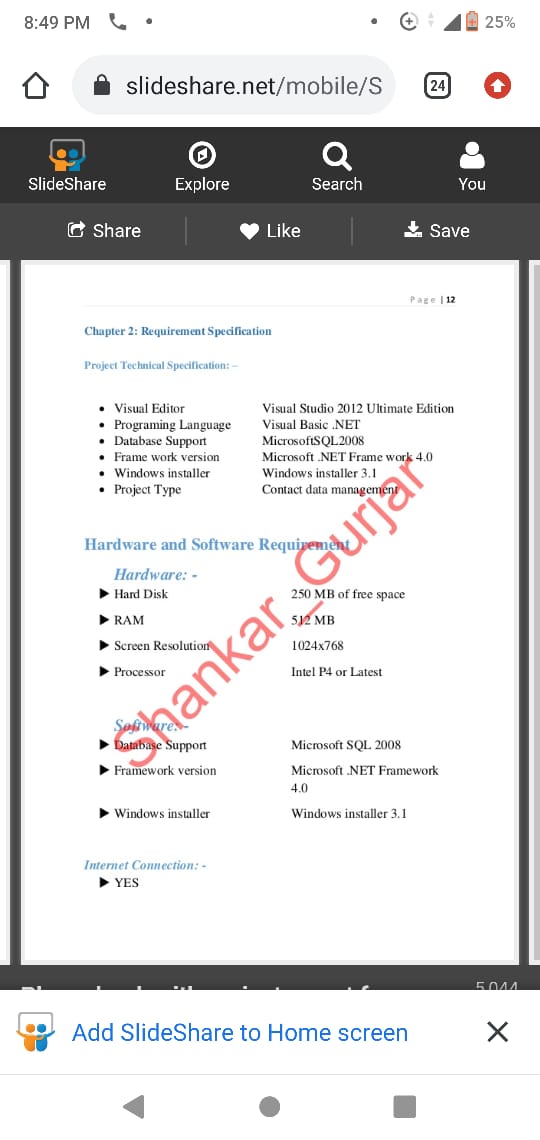 8:49 PM
25%
slideshare.net/mobile/S
24
SlideShare
Explore
Search
You
Share
Like
Save
Page | 12
Chapter 2: Requirement Specification
Project Technical Specification: –
• Visual Editor Visual Studio 2012 Ultimate Edition
• Programing Language Visual Basic .NET
• Database Support MicrosoftSQL2008
• Frame work version Microsoft .NET Frame work 4.0
• Windows installer Windows installer 3.1
• Project Type Contact data management
Shankar_Gurjar
Hardware and Software Requirement
Hardware: -
Hard Disk 250 MB of free space
RAM 512 MB
Screen Resolution 1024x768
Processor Intel P4 or Latest
Software: -
Database Support Microsoft SQL 2008
Framework version Microsoft .NET Framework
4.0
Windows installer Windows installer 3.1
Internet Connection: -
YES
5,044
Add SlideShare to Home screen